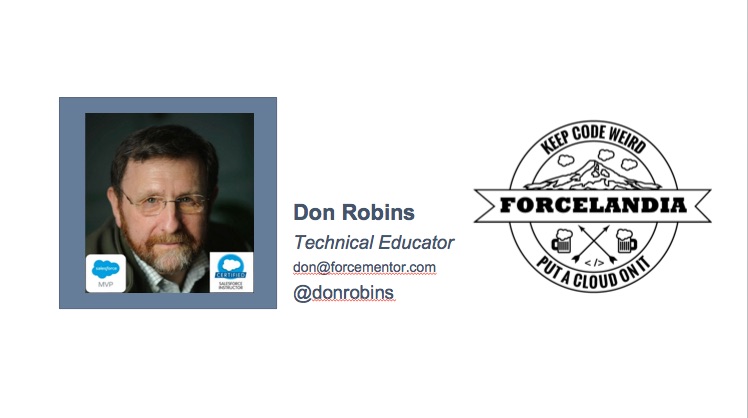 salesforce
MVP
CERTIFIED
SALESFORCE
INSTRUCTOR
Don Robins
Technical Educator
don@forcementor.com
@donrobins
KEEP CODE WEIRD
FORCELANDIA
</>
PUT A CLOUD ON IT